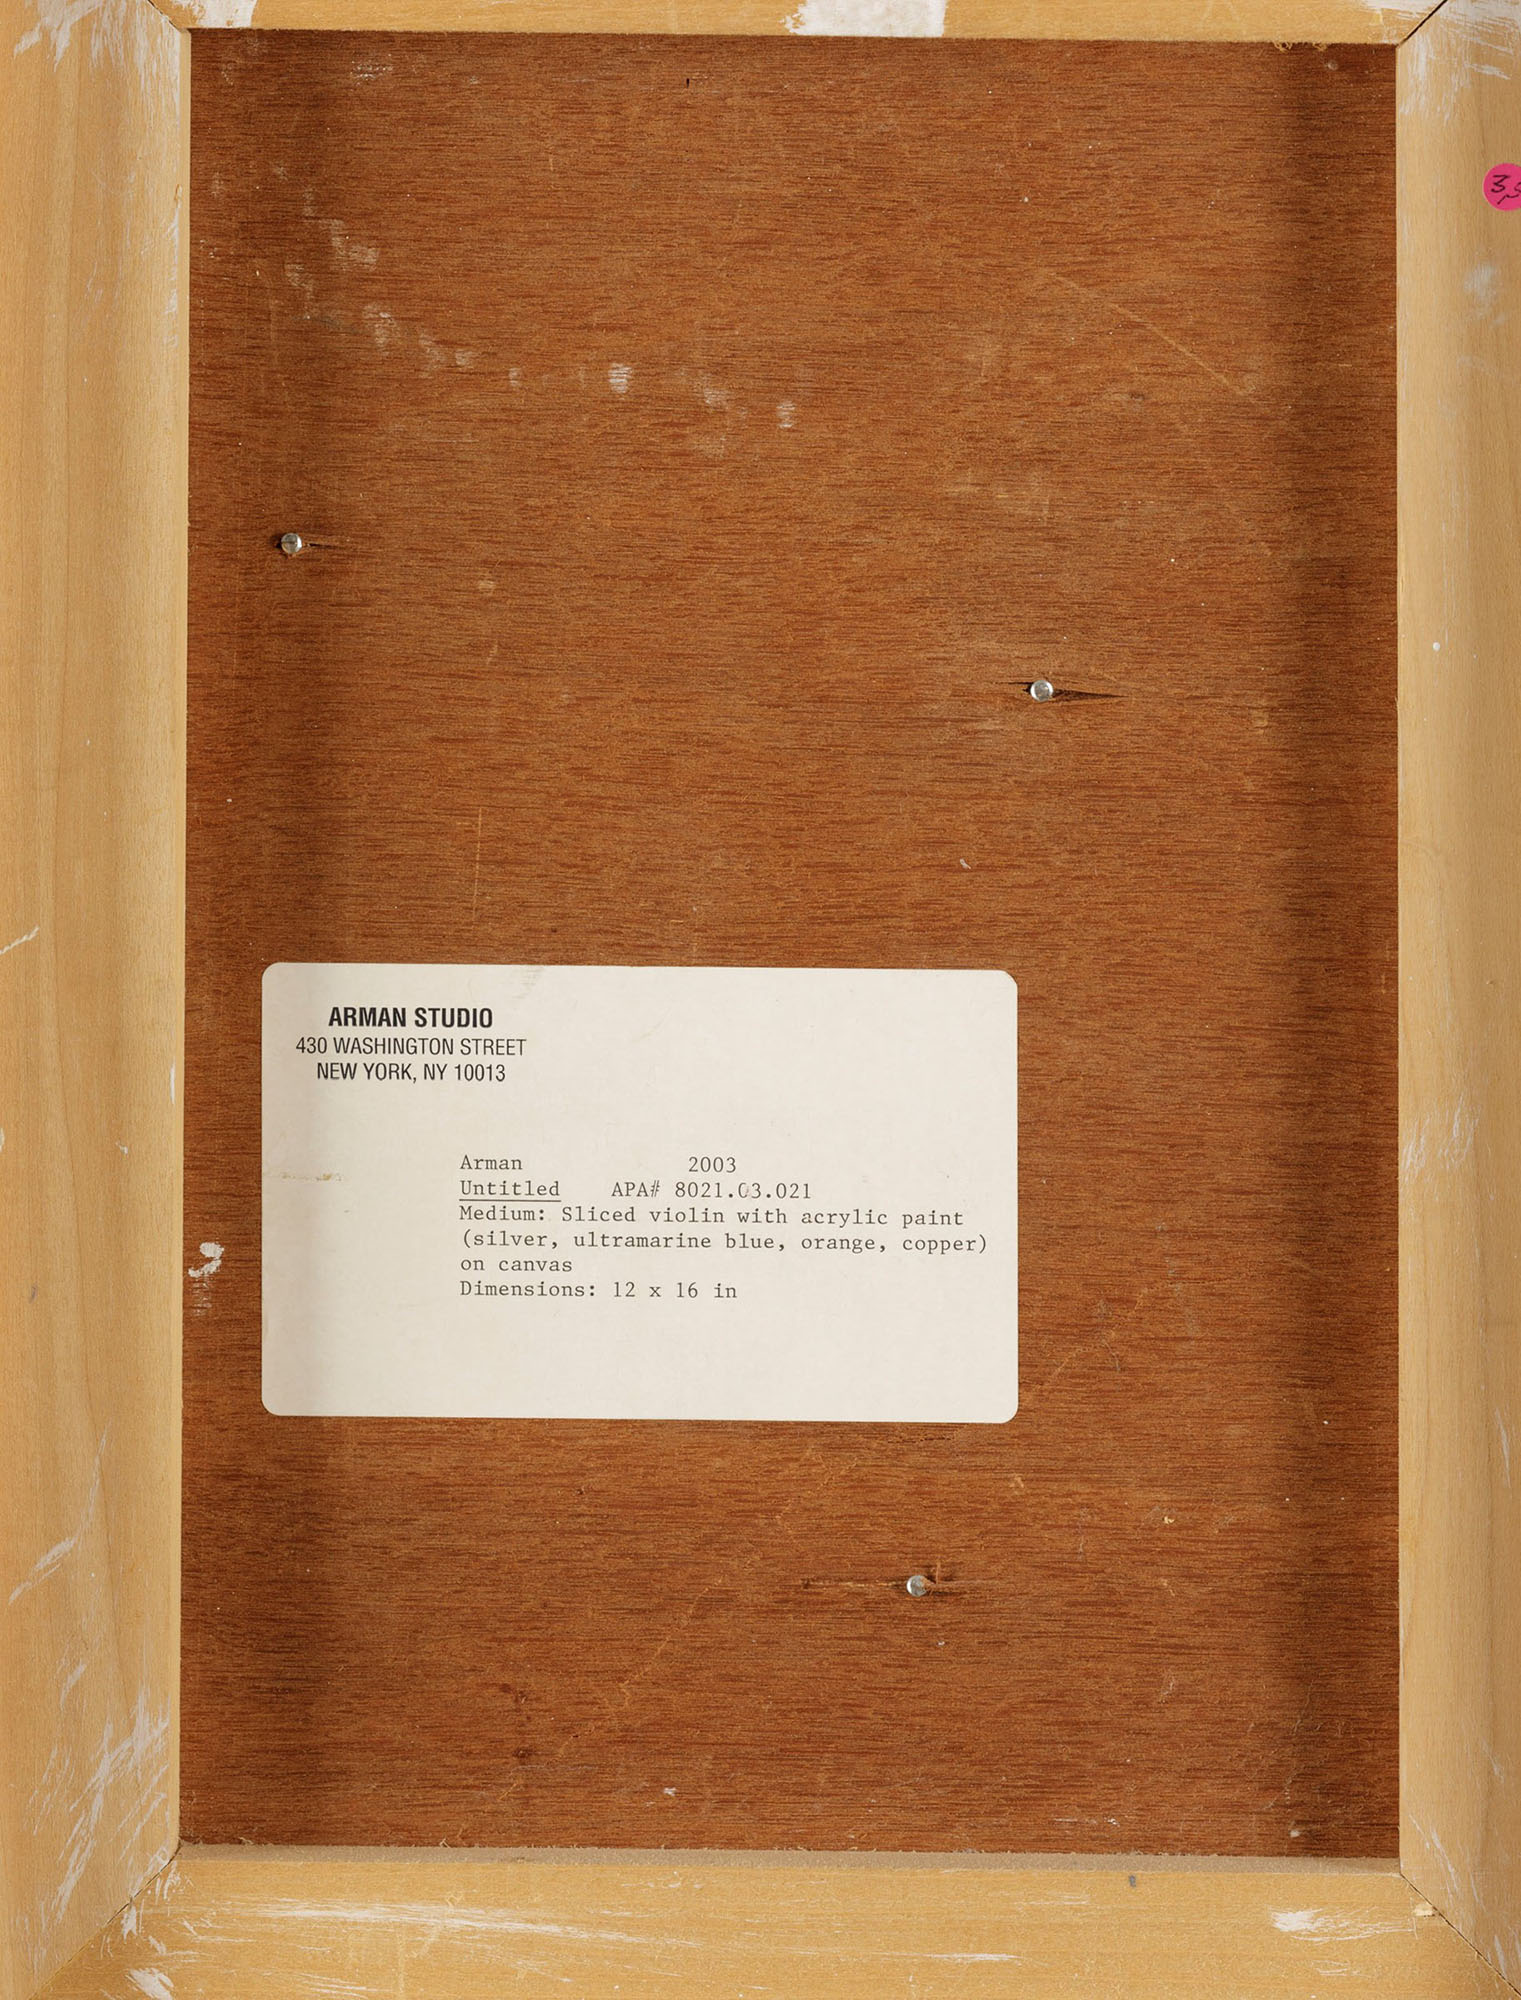 ARMAN STUDIO
430 WASHINGTON STREET
NEW YORK, NY 10013
Arman 2003
Untitled APA# 8021.03.021
Medium: Sliced violin with acrylic paint
(silver, ultramarine blue, orange, copper)
on canvas
Dimensions: 12 x 16 in